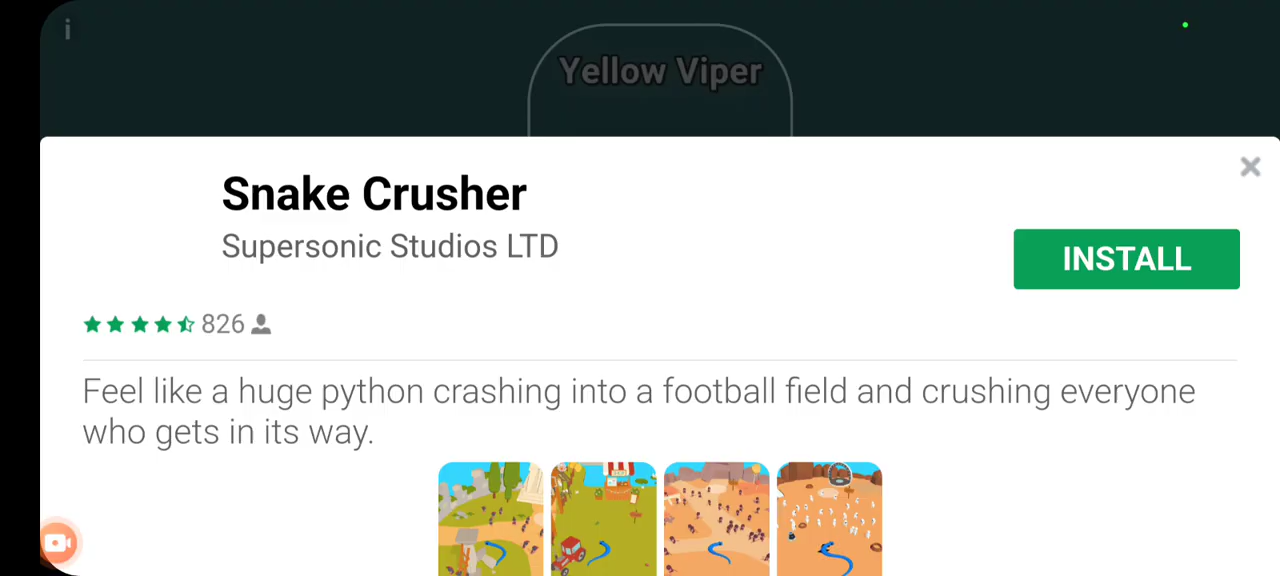 i
Yellow Viper
Snake Crusher
Supersonic Studios LTD
INSTALL
826
Feel like a huge python crashing into a football field and crushing everyone
who gets in its way.